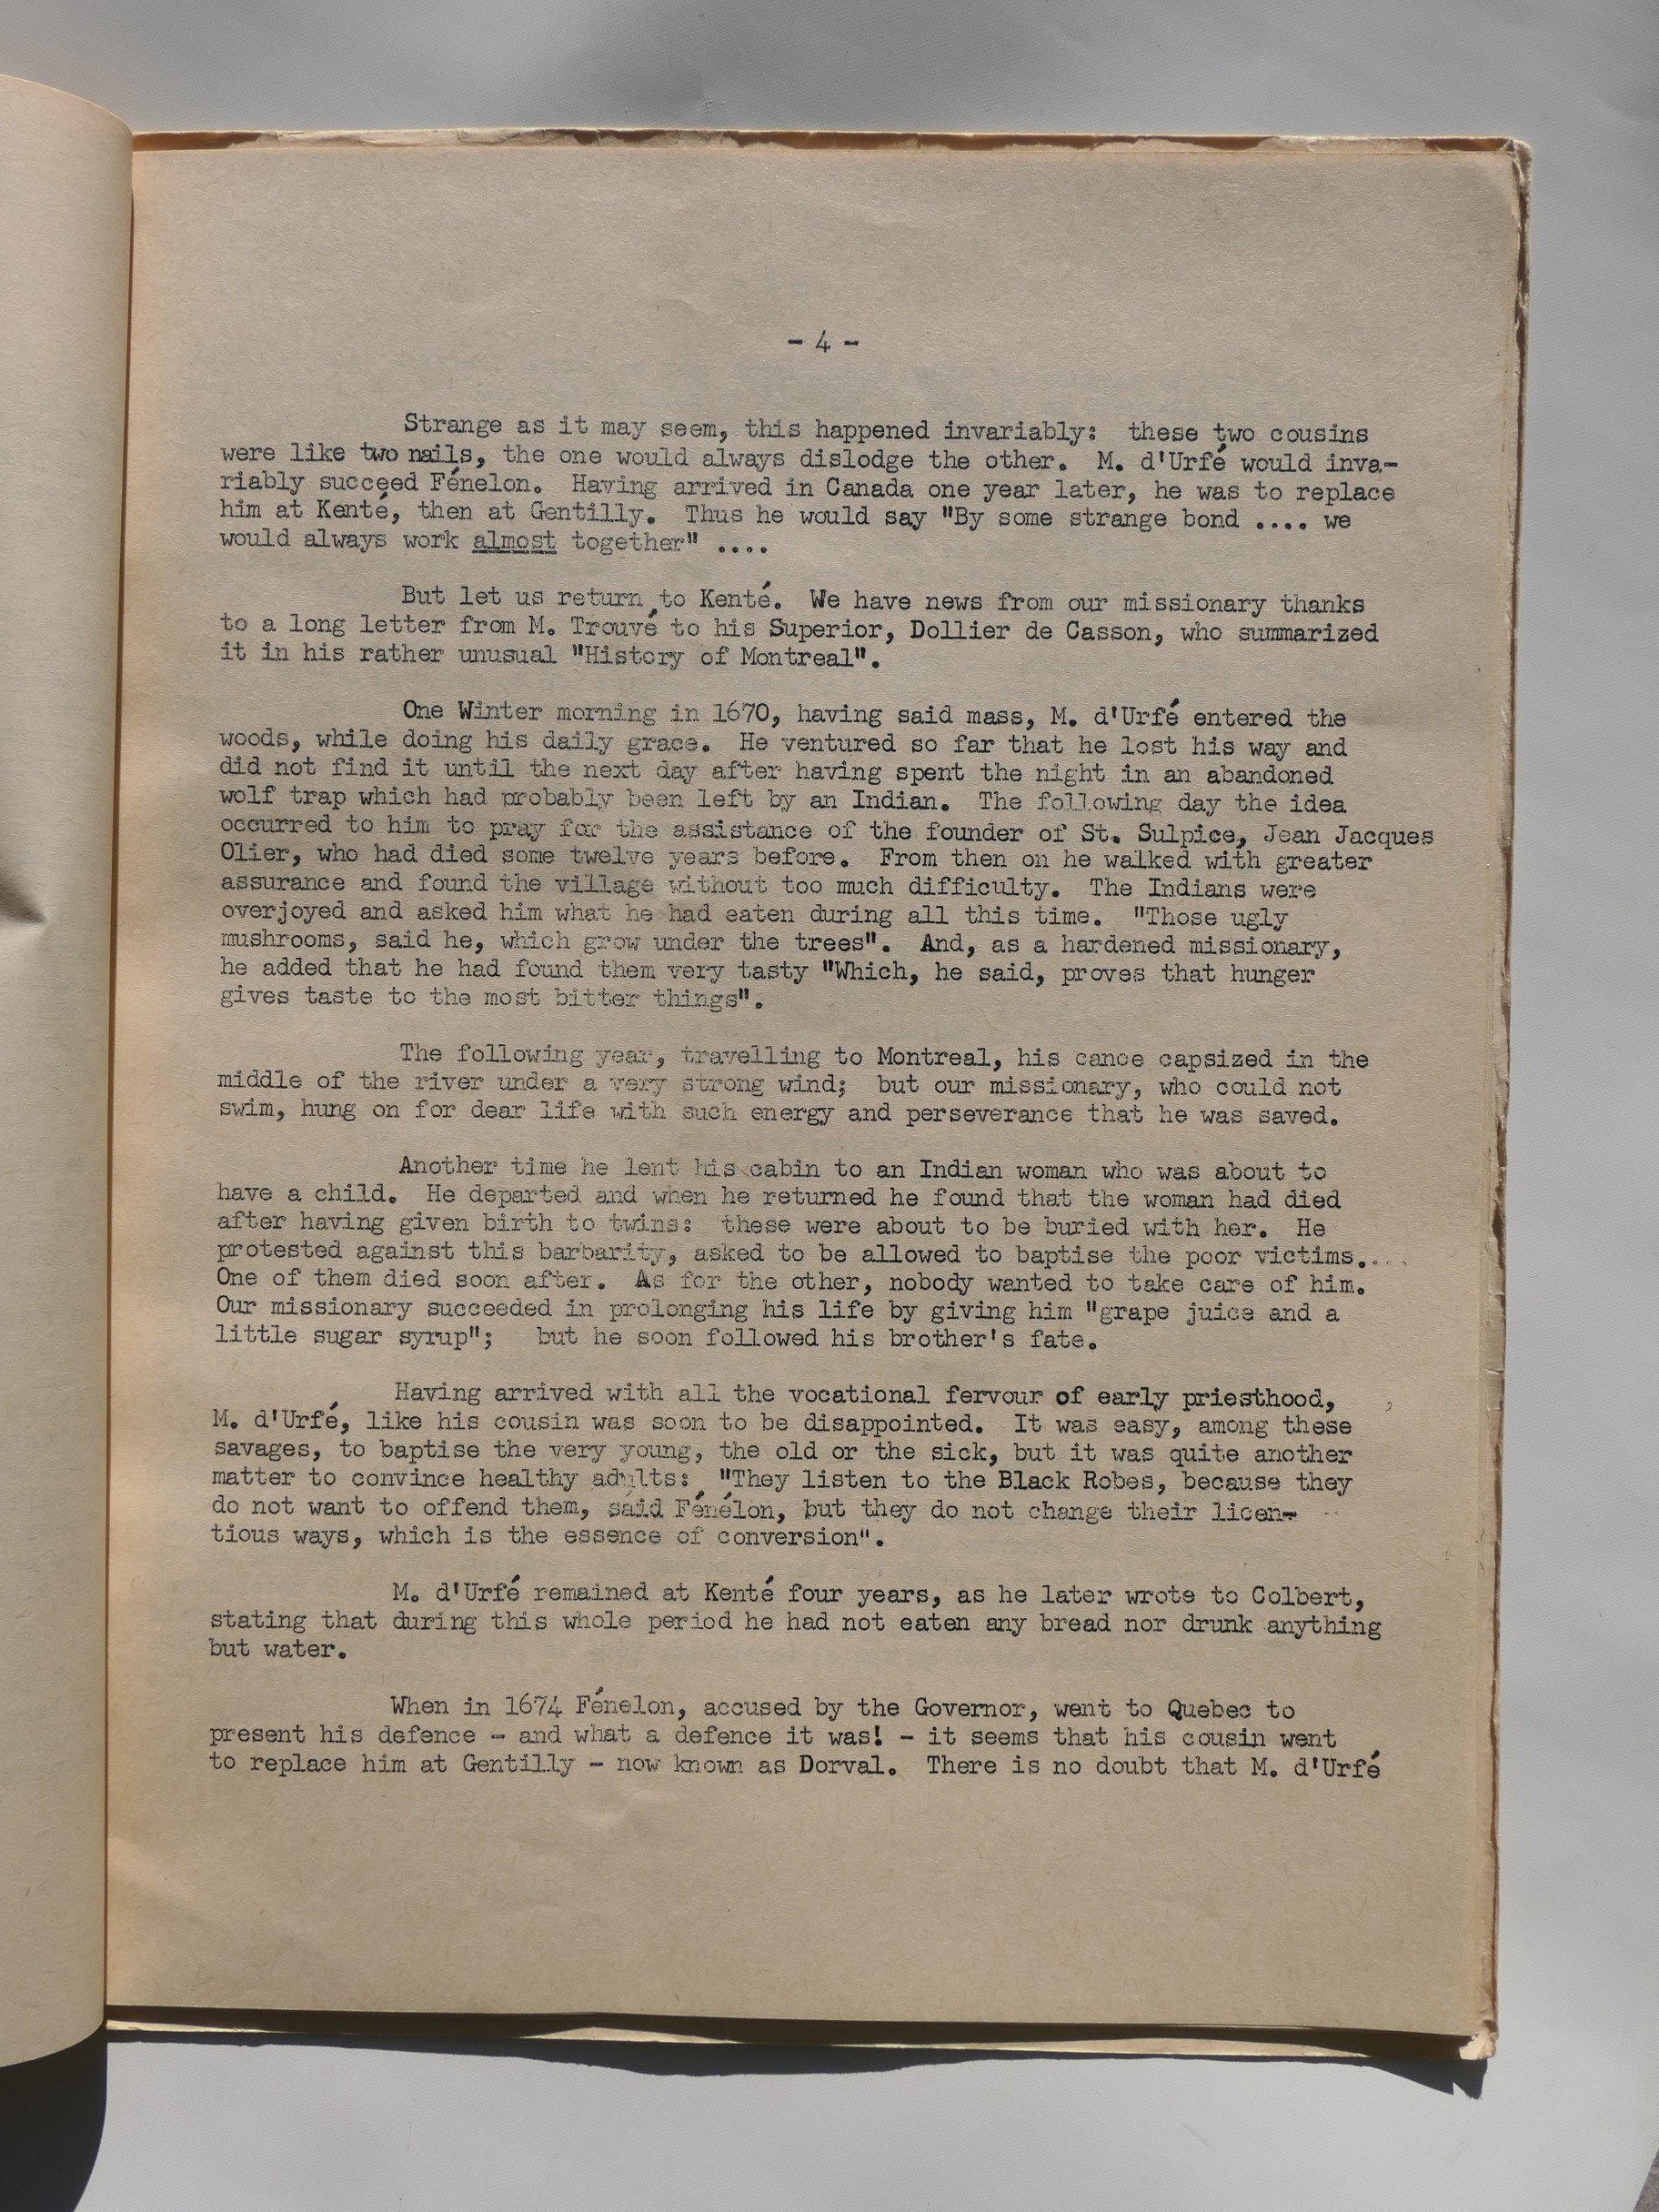 - 4 -
Strange as it may seem, this happened invariably: these two cousins
were like two nails, the one would always dislodge the other. M. d'Urfé would inva-
riably succeed Fénelon. Having arrived in Canada one year later, he was to replace
him at Kenté, then at Gentilly. Thus he would say "By some strange bond .... we
would always work almost together" ....
But let us return to Kenté. We have news from our missionary thanks
to a long letter from M. Trouvé to his Superior, Dollier de Casson, who summarized
it in his rather unusual "History of Montreal".
One Winter morning in 1670, having said mass, M. d'Urfé entered the
woods, while doing his daily grace. He ventured so far that he lost his way and
did not find it until the next day after having spent the night in an abandoned
wolf trap which had probably been left by an Indian. The following day the idea
occurred to him to pray for the assistance of the founder of St. Sulpice, Jean Jacques
Olier, who had died some twelve years before. From then on he walked with greater
assurance and found the village without too much difficulty. The Indians were
overjoyed and asked him what he had eaten during all this time. "Those ugly
mushrooms, said he, which grow under the trees". And, as a hardened missionary,
he added that he had found them very tasty "Which, he said, proves that hunger
gives taste to the most bitter things".
The following year, travelling to Montreal, his canoe capsized in the
middle of the river under a very strong wind; but our missionary, who could not
swim, hung on for dear life with such energy and perseverance that he was saved.
Another time he lent his cabin to an Indian woman who was about to
have a child. He departed and when he returned he found that the woman had died
after having given birth to twins: these were about to be buried with her. He
protested against this barbarity, asked to be allowed to baptise the poor victims....
One of them died soon after. As for the other, nobody wanted to take care of him.
Our missionary succeeded in prolonging his life by giving him "grape juice and a
little sugar syrup"; but he soon followed his brother's fate.
Having arrived with all the vocational fervour of early priesthood,
M. d'Urfé, like his cousin was soon to be disappointed. It was easy, among these
savages, to baptise the very young, the old or the sick, but it was quite another
matter to convince healthy adults: "They listen to the Black Robes, because they
do not want to offend them, said Fénélon, but they do not change their licen-
tious ways, which is the essence of conversion".
M. d'Urfé remained at Kenté four years, as he later wrote to Colbert,
stating that during this whole period he had not eaten any bread nor drunk anything
but water.
When in 1674 Fénelon, accused by the Governor, went to Quebec to
present his defence - and what a defence it was! - it seems that his cousin went
to replace him at Gentilly - now known as Dorval. There is no doubt that M. d'Urfé